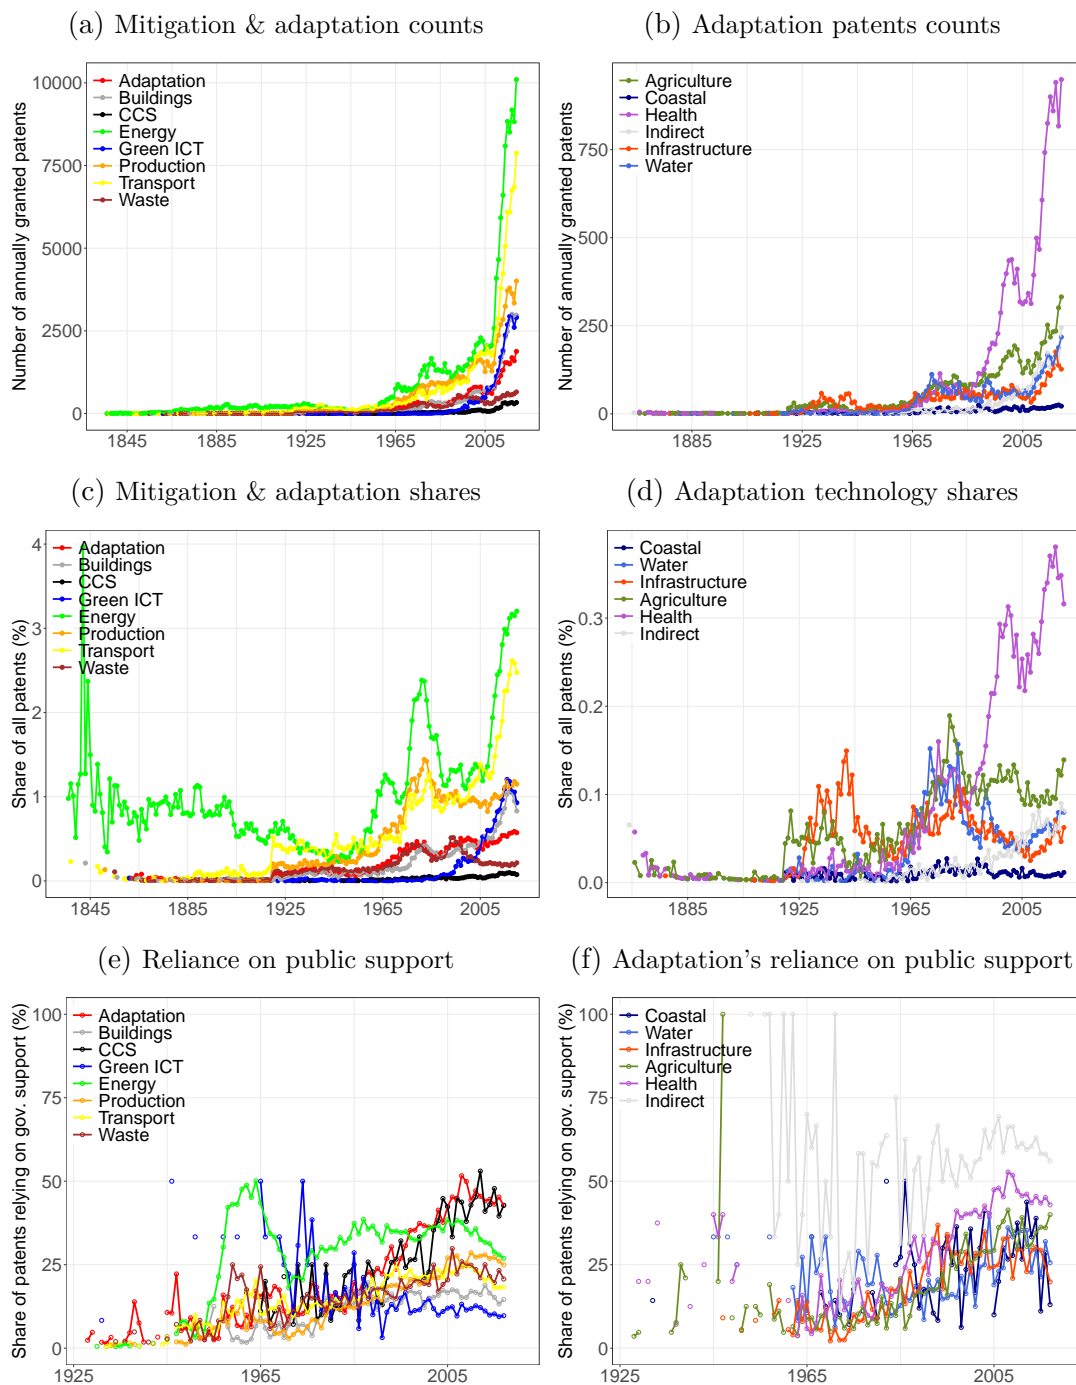 (a) Mitigation & adaptation counts
Number of annually granted patents
10000
7500
5000
2500
0
Adaptation
Buildings
CCS
Energy
Green ICT
Production
Transport
Waste
1845
1885
1925
1965
2005
(b) Adaptation patents counts
Number of annually granted patents
750
500
250
0
Agriculture
Coastal
Health
Indirect
Infrastructure
Water
1885
1925
1965
2005
(c) Mitigation & adaptation shares
Share of all patents (%)
4
3
2
1
0
Adaptation
Buildings
CCS
Green ICT
Energy
Production
Transport
Waste
1845
1885
1925
1965
2005
(d) Adaptation technology shares
Share of all patents (%)
0.3
0.2
0.1
0.0
Coastal
Water
Infrastructure
Agriculture
Health
Indirect
1885
1925
1965
2005
(e) Reliance on public support
Share of patents relying on gov. support (%)
100
75
50
25
0
Adaptation
Buildings
CCS
Green ICT
Energy
Production
Transport
Waste
1925
1965
2005
(f) Adaptation's reliance on public support
Share of patents relying on gov. support (%)
100
75
50
25
0
Coastal
Water
Infrastructure
Agriculture
Health
Indirect
1925
1965
2005